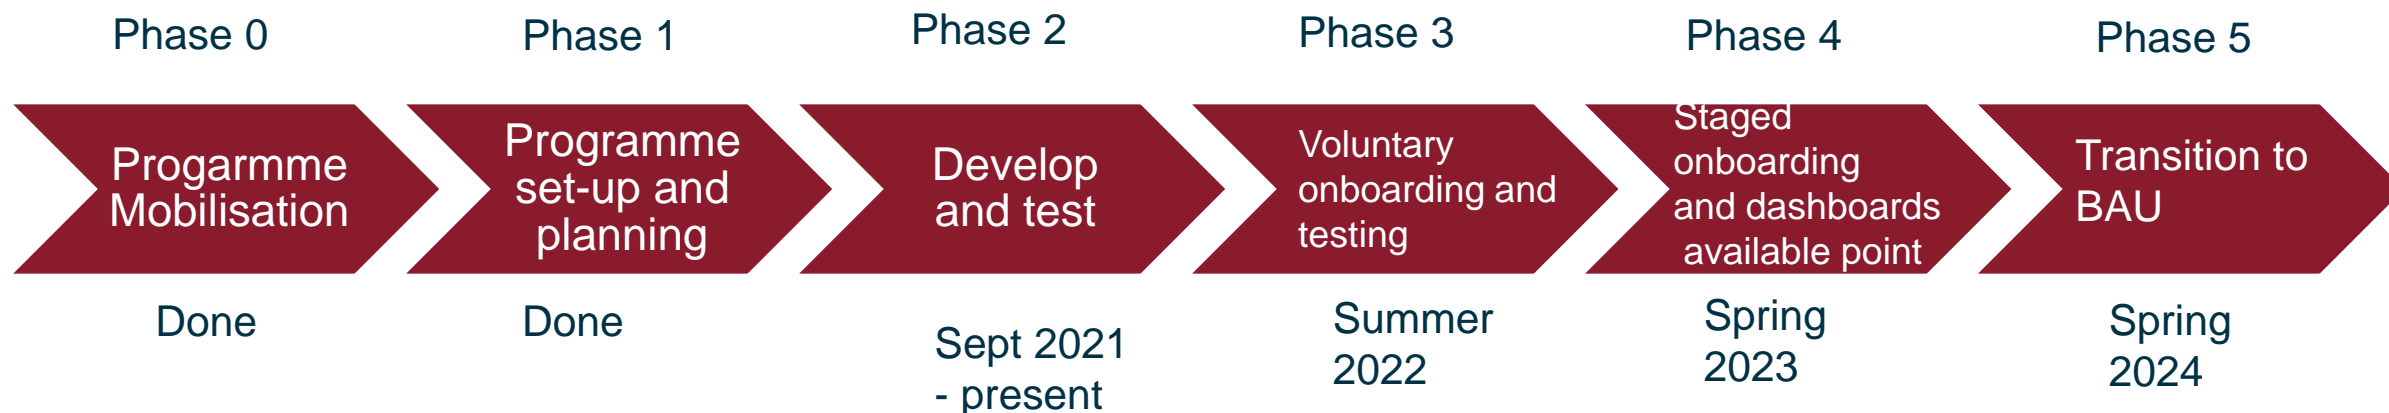 Phase 0
Phase 1
Phase 2
Phase 3
Phase 4
Phase 5
Progarmme
Mobilisation
Programme
set-up and
planning
Develop
and test
Voluntary
onboarding and
testing
Staged
onboarding
and dashboards
available point
Transition to
BAU
Done
Done
Sept 2021
- present
Summer
2022
Spring
2023
Spring
2024